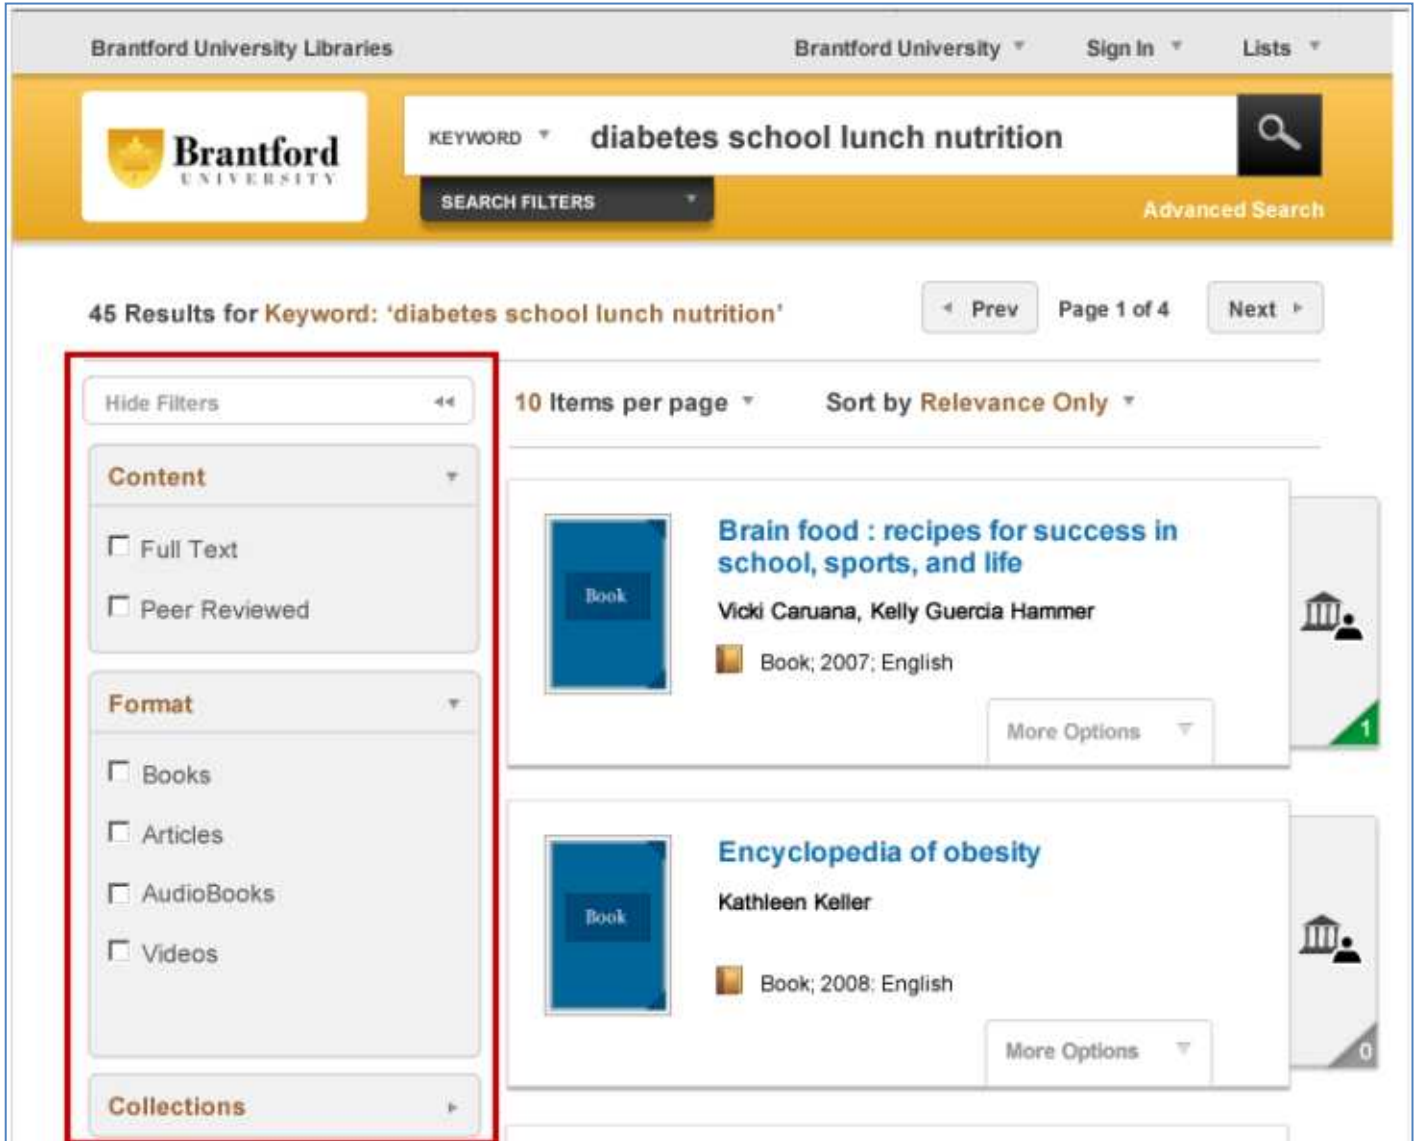 Brantford University Libraries
Brantford University
Sign In
Lists
Brantford
UNIVERSITY
KEYWORD
diabetes school lunch nutrition
SEARCH FILTERS
Advanced Search
45 Results for Keyword: ‘diabetes school lunch nutrition’
Prev
Page 1 of 4
Next
Hide Filters
Content
Full Text
Peer Reviewed
Format
Books
Articles
AudioBooks
Videos
Collections
10 Items per page
Sort by Relevance Only
Book
Brain food : recipes for success in
school, sports, and life
Vicki Caruana, Kelly Guercia Hammer
Book; 2007; English
More Options
1
Book
Encyclopedia of obesity
Kathleen Keller
Book; 2008: English
More Options
0